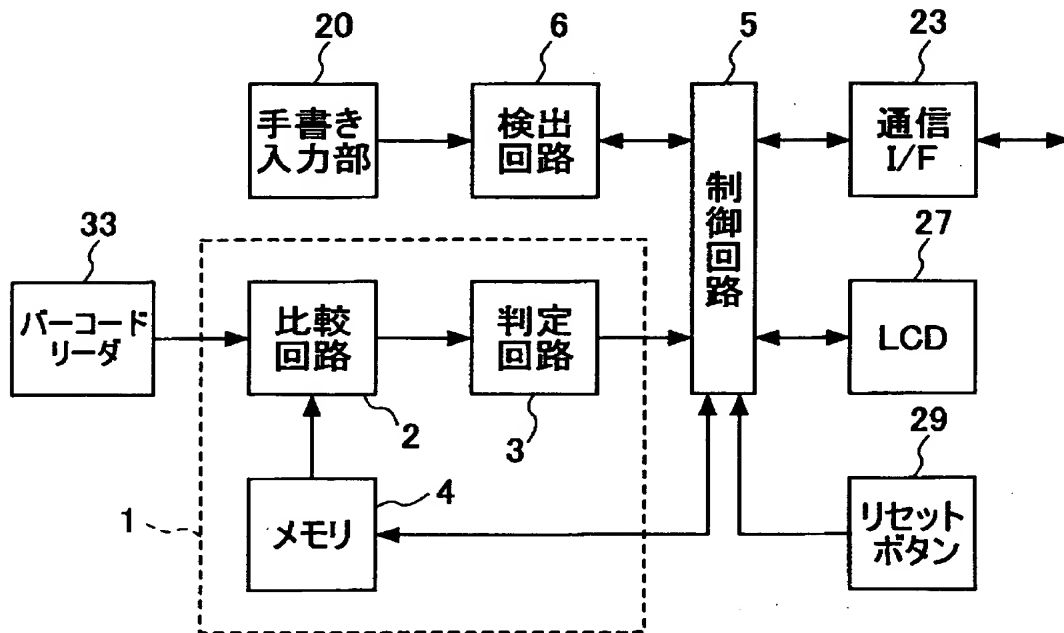 20
6
5
23
手書き
入力部
検出
回路
制御回路
通信
I/F
33
27
バーコード
リーダ
比較
回路
判定
回路
LCD
2
3
29
1
4
メモリ
リセット
ボタン